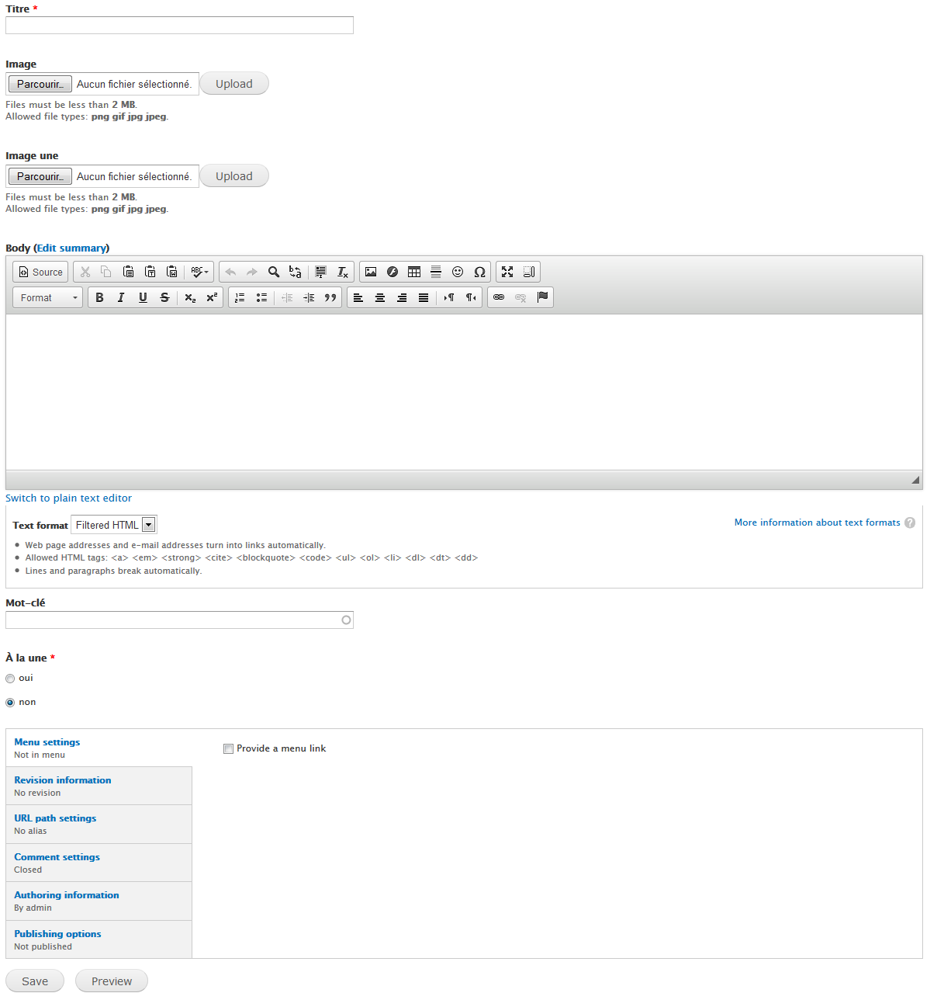 Titre *
Image
Parcourir... Aucun fichier sélectionné. Upload
Files must be less than 2 MB.
Allowed file types: png gif jpg jpeg.
Image une
Parcourir... Aucun fichier sélectionné. Upload
Files must be less than 2 MB.
Allowed file types: png gif jpg jpeg.
Body (Edit summary)
Source ABC
Format B I U S x₂ x²
Switch to plain text editor
Text format Filtered HTML More information about text formats ?
Web page addresses and e-mail addresses turn into links automatically.
Allowed HTML tags: <a> <em> <strong> <cite> <blockquote> <code> <ul> <ol> <li> <dl> <dt> <dd>
Lines and paragraphs break automatically.
Mot-clé
À la une *
oui
non
Menu settings
Not in menu
Provide a menu link
Revision information
No revision
URL path settings
No alias
Comment settings
Closed
Authoring information
By admin
Publishing options
Not published
Save Preview